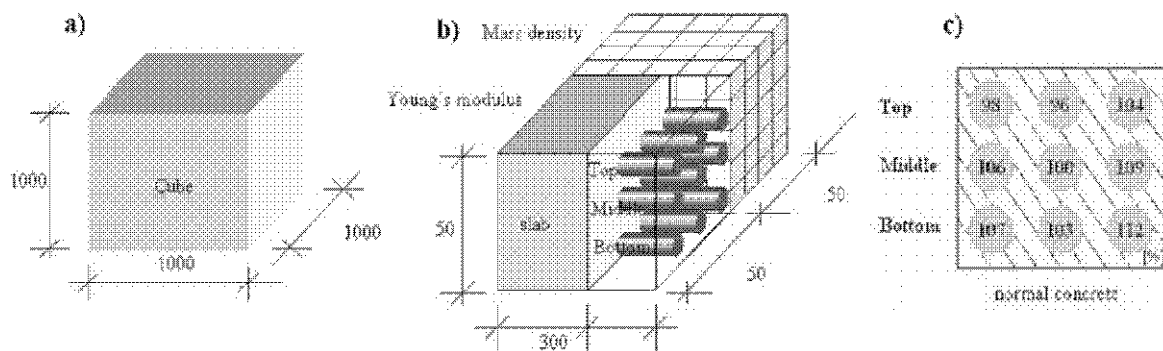 a)
1000
Cube
1000
1000
b)
Mass density
Young's modulus
Top
Middle
Bottom
slab
50
300
50
50
c)
Top
Middle
Bottom
98 96 104
106 100 109
107 103 112
[%]
normal concrete